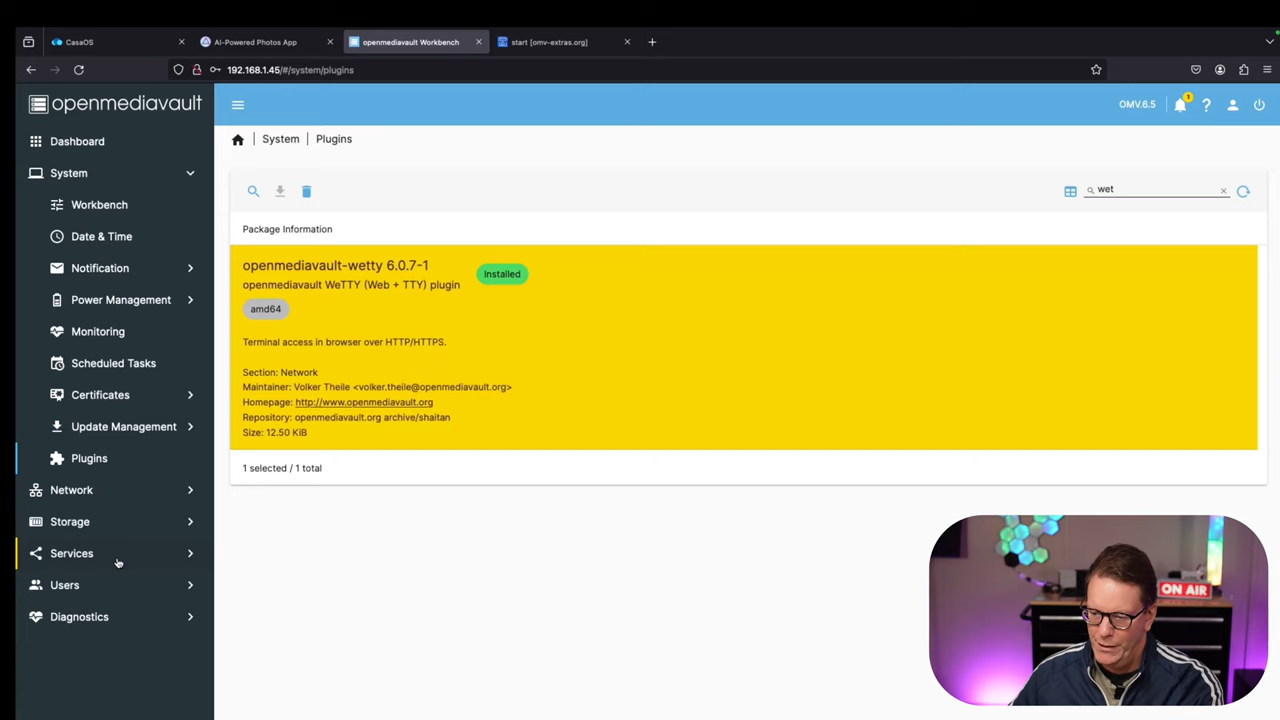 CasaOS
AI-Powered Photos App
openmediavault Workbench
start [omv-extras.org]
192.168.1.45/#/system/plugins
openmediavault
OMV.6.5
1
Dashboard
System
Workbench
Date & Time
Notification
Power Management
Monitoring
Scheduled Tasks
Certificates
Update Management
Plugins
Network
Storage
Services
Users
Diagnostics
System | Plugins
wet
Package Information
openmediavault-wetty 6.0.7-1
Installed
openmediavault WeTTY (Web + TTY) plugin
amd64
Terminal access in browser over HTTP/HTTPS.
Section: Network
Maintainer: Volker Theile <volker.theile@openmediavault.org>
Homepage: http://www.openmediavault.org
Repository: openmediavault.org archive/shaitan
Size: 12.50 KiB
1 selected / 1 total
ON AIR